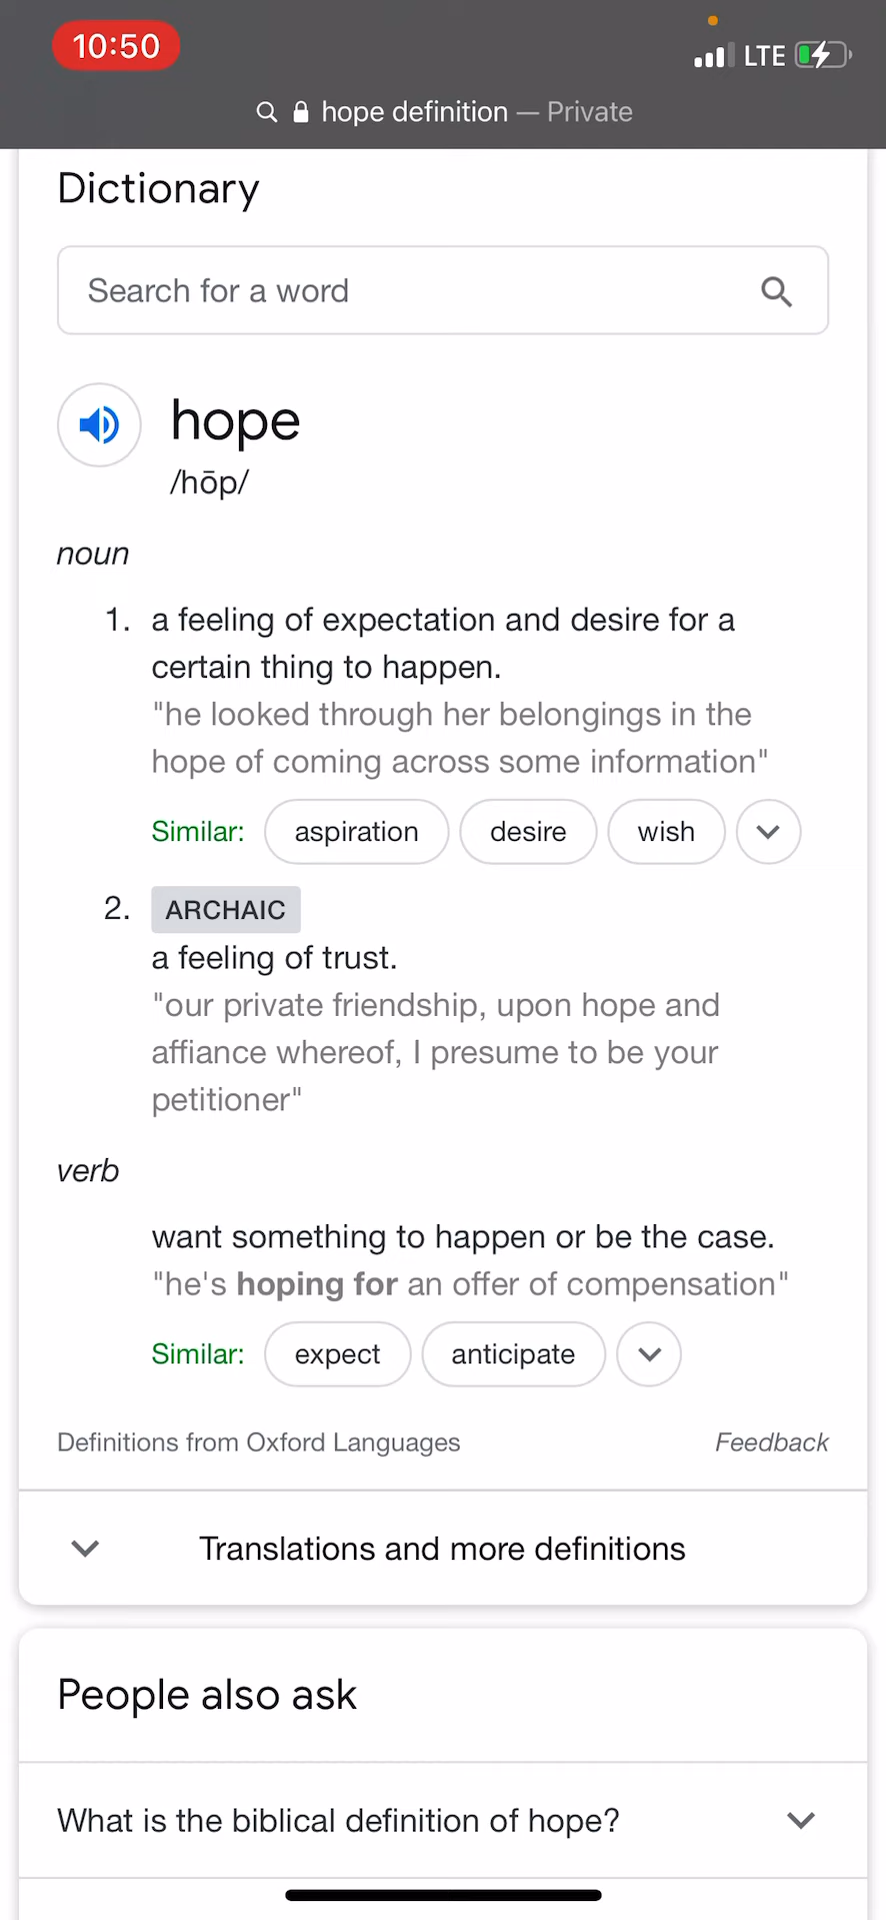 10:50
LTE
hope definition — Private
Dictionary
Search for a word
hope
/hōp/
noun
1. a feeling of expectation and desire for a
certain thing to happen.
"he looked through her belongings in the
hope of coming across some information"
Similar: aspiration desire wish
2. ARCHAIC
a feeling of trust.
"our private friendship, upon hope and
affiance whereof, I presume to be your
petitioner"
verb
want something to happen or be the case.
"he's hoping for an offer of compensation"
Similar: expect anticipate
Definitions from Oxford Languages Feedback
Translations and more definitions
People also ask
What is the biblical definition of hope?